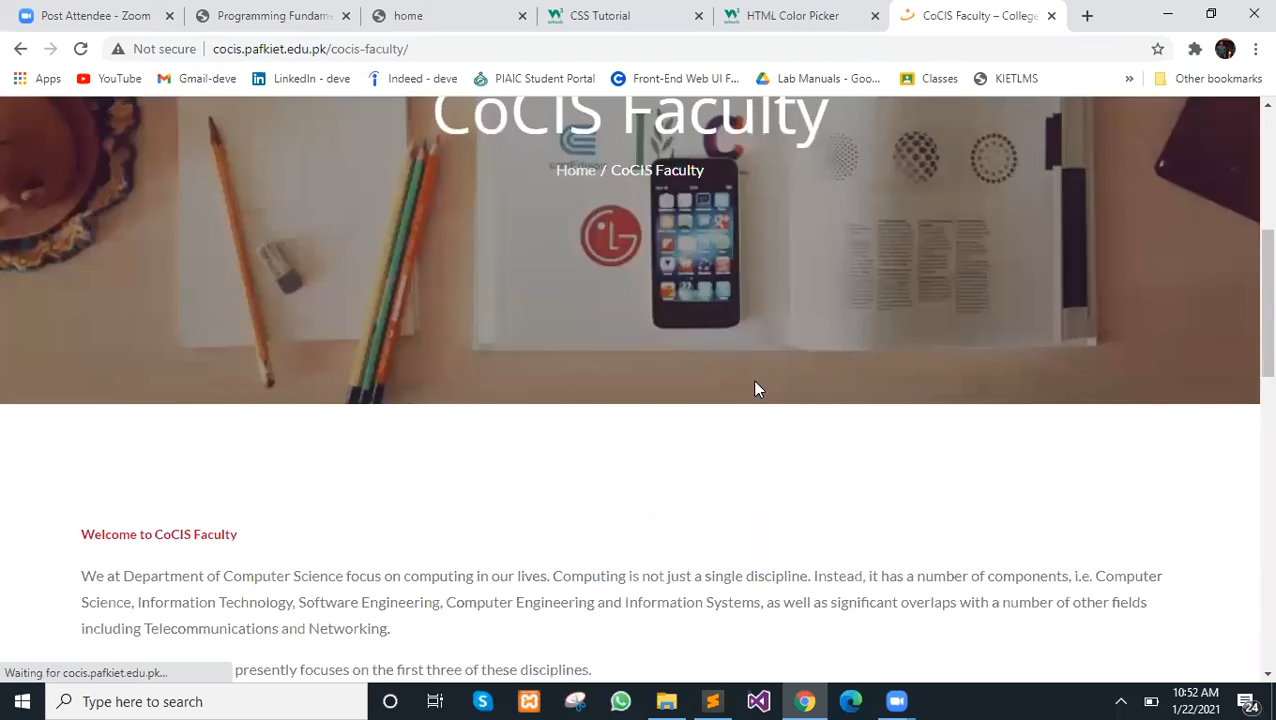 Post Attendee - Zoom
Programming Fundam
home
CSS Tutorial
HTML Color Picker
CoCIS Faculty – College
Not secure
cocis.pafkiet.edu.pk/cocis-faculty/
Apps
YouTube
Gmail-deve
LinkedIn - deve
Indeed - deve
PIAIC Student Portal
Front-End Web UI F...
Lab Manuals - Goo...
Classes
KIETLMS
»
Other bookmarks
CoCIS Faculty
Home / CoCIS Faculty
LG
Welcome to CoCIS Faculty
We at Department of Computer Science focus on computing in our lives. Computing is not just a single discipline. Instead, it has a number of components, i.e. Computer
Science, Information Technology, Software Engineering, Computer Engineering and Information Systems, as well as significant overlaps with a number of other fields
including Telecommunications and Networking.
presently focuses on the first three of these disciplines.
Waiting for cocis.pafkiet.edu.pk...
Type here to search
10:52 AM
1/22/2021
24